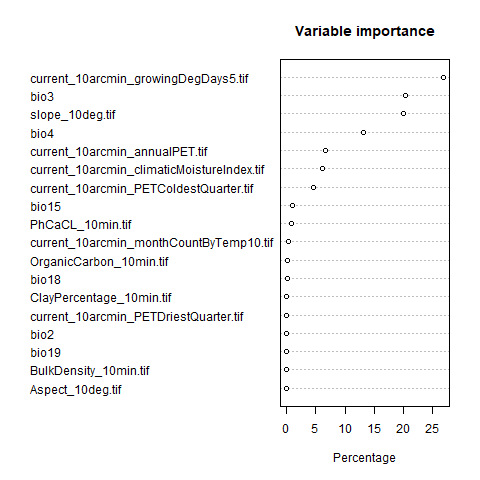 Variable importance
current_10arcmin_growingDegDays5.tif
bio3
slope_10deg.tif
bio4
current_10arcmin_annualPET.tif
current_10arcmin_climaticMoistureIndex.tif
current_10arcmin_PETColdestQuarter.tif
bio15
PhCaCL_10min.tif
current_10arcmin_monthCountByTemp10.tif
OrganicCarbon_10min.tif
bio18
ClayPercentage_10min.tif
current_10arcmin_PETDriestQuarter.tif
bio2
bio19
BulkDensity_10min.tif
Aspect_10deg.tif
0 5 10 15 20 25
Percentage